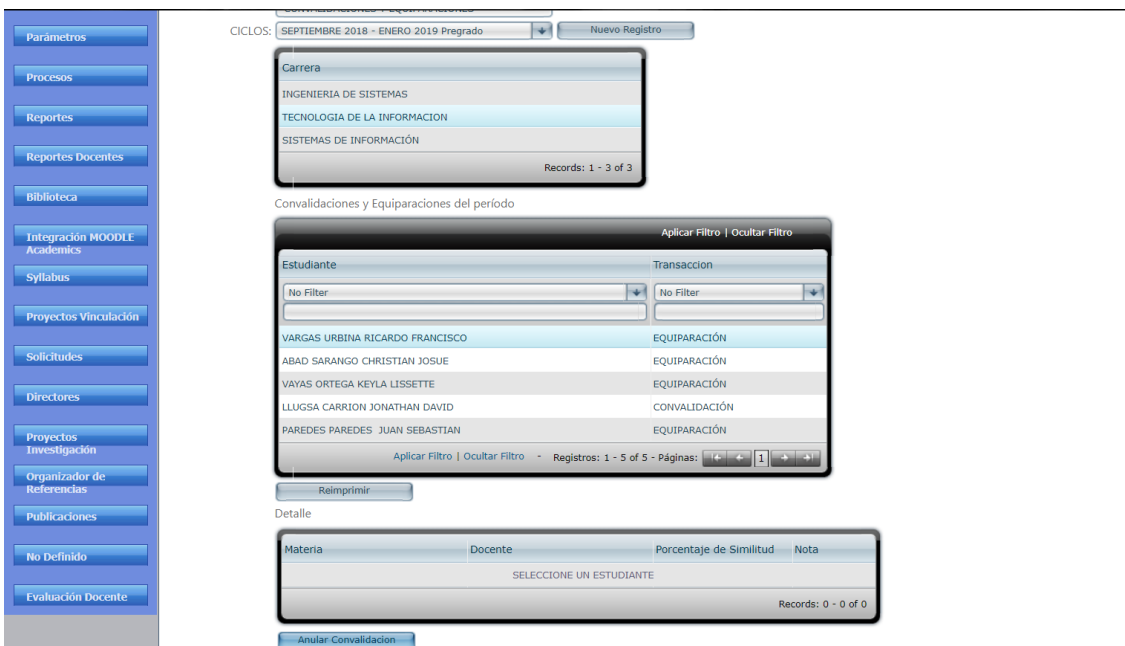 Parámetros
Procesos
Reportes
Reportes Docentes
Biblioteca
Integración MOODLE
Academics
Syllabus
Proyectos Vinculación
Solicitudes
Directores
Proyectos
Investigación
Organizador de
Referencias
Publicaciones
No Definido
Evaluación Docente
CONVALIDACIONES Y EQUIPARACIONES
CICLOS: SEPTIEMBRE 2018 - ENERO 2019 Pregrado Nuevo Registro
Carrera
INGENIERIA DE SISTEMAS
TECNOLOGIA DE LA INFORMACION
SISTEMAS DE INFORMACIÓN
Records: 1 - 3 of 3
Convalidaciones y Equiparaciones del período
Aplicar Filtro | Ocultar Filtro
Estudiante Transaccion
No Filter No Filter
VARGAS URBINA RICARDO FRANCISCO EQUIPARACIÓN
ABAD SARANGO CHRISTIAN JOSUE EQUIPARACIÓN
VAYAS ORTEGA KEYLA LISSETTE EQUIPARACIÓN
LLUGSA CARRION JONATHAN DAVID CONVALIDACIÓN
PAREDES PAREDES JUAN SEBASTIAN EQUIPARACIÓN
Aplicar Filtro | Ocultar Filtro - Registros: 1 - 5 of 5 - Páginas: 1
Reimprimir
Detalle
Materia Docente Porcentaje de Similitud Nota
SELECCIONE UN ESTUDIANTE
Records: 0 - 0 of 0
Anular Convalidacion